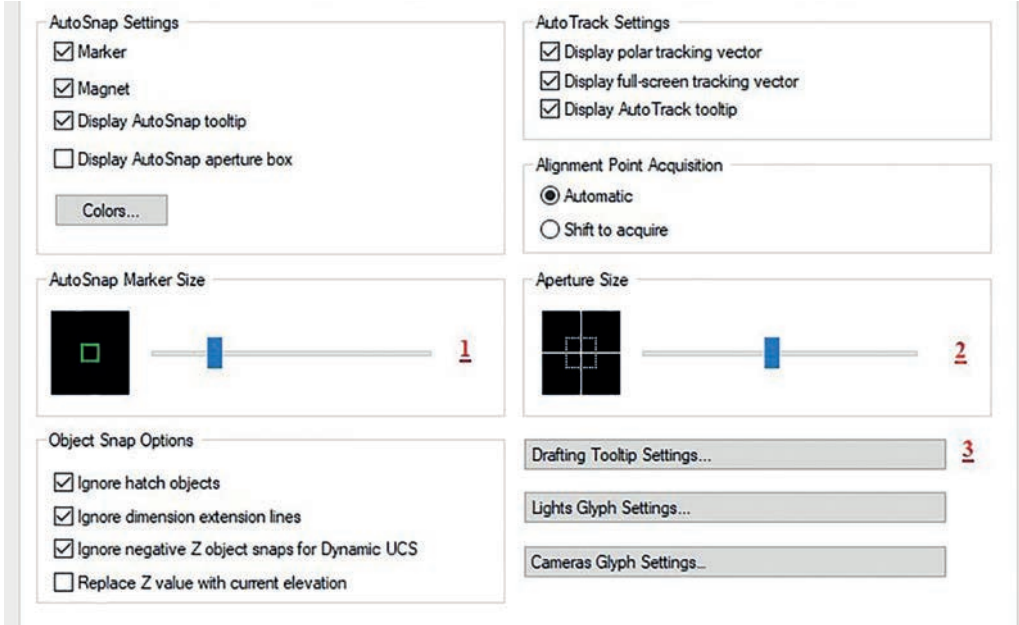 AutoSnap Settings
Marker
Magnet
Display AutoSnap tooltip
Display AutoSnap aperture box
Colors...
AutoTrack Settings
Display polar tracking vector
Display full-screen tracking vector
Display AutoTrack tooltip
Alignment Point Acquisition
Automatic
Shift to acquire
AutoSnap Marker Size
1
Aperture Size
2
Object Snap Options
Ignore hatch objects
Ignore dimension extension lines
Ignore negative Z object snaps for Dynamic UCS
Replace Z value with current elevation
Drafting Tooltip Settings...
3
Lights Glyph Settings...
Cameras Glyph Settings...